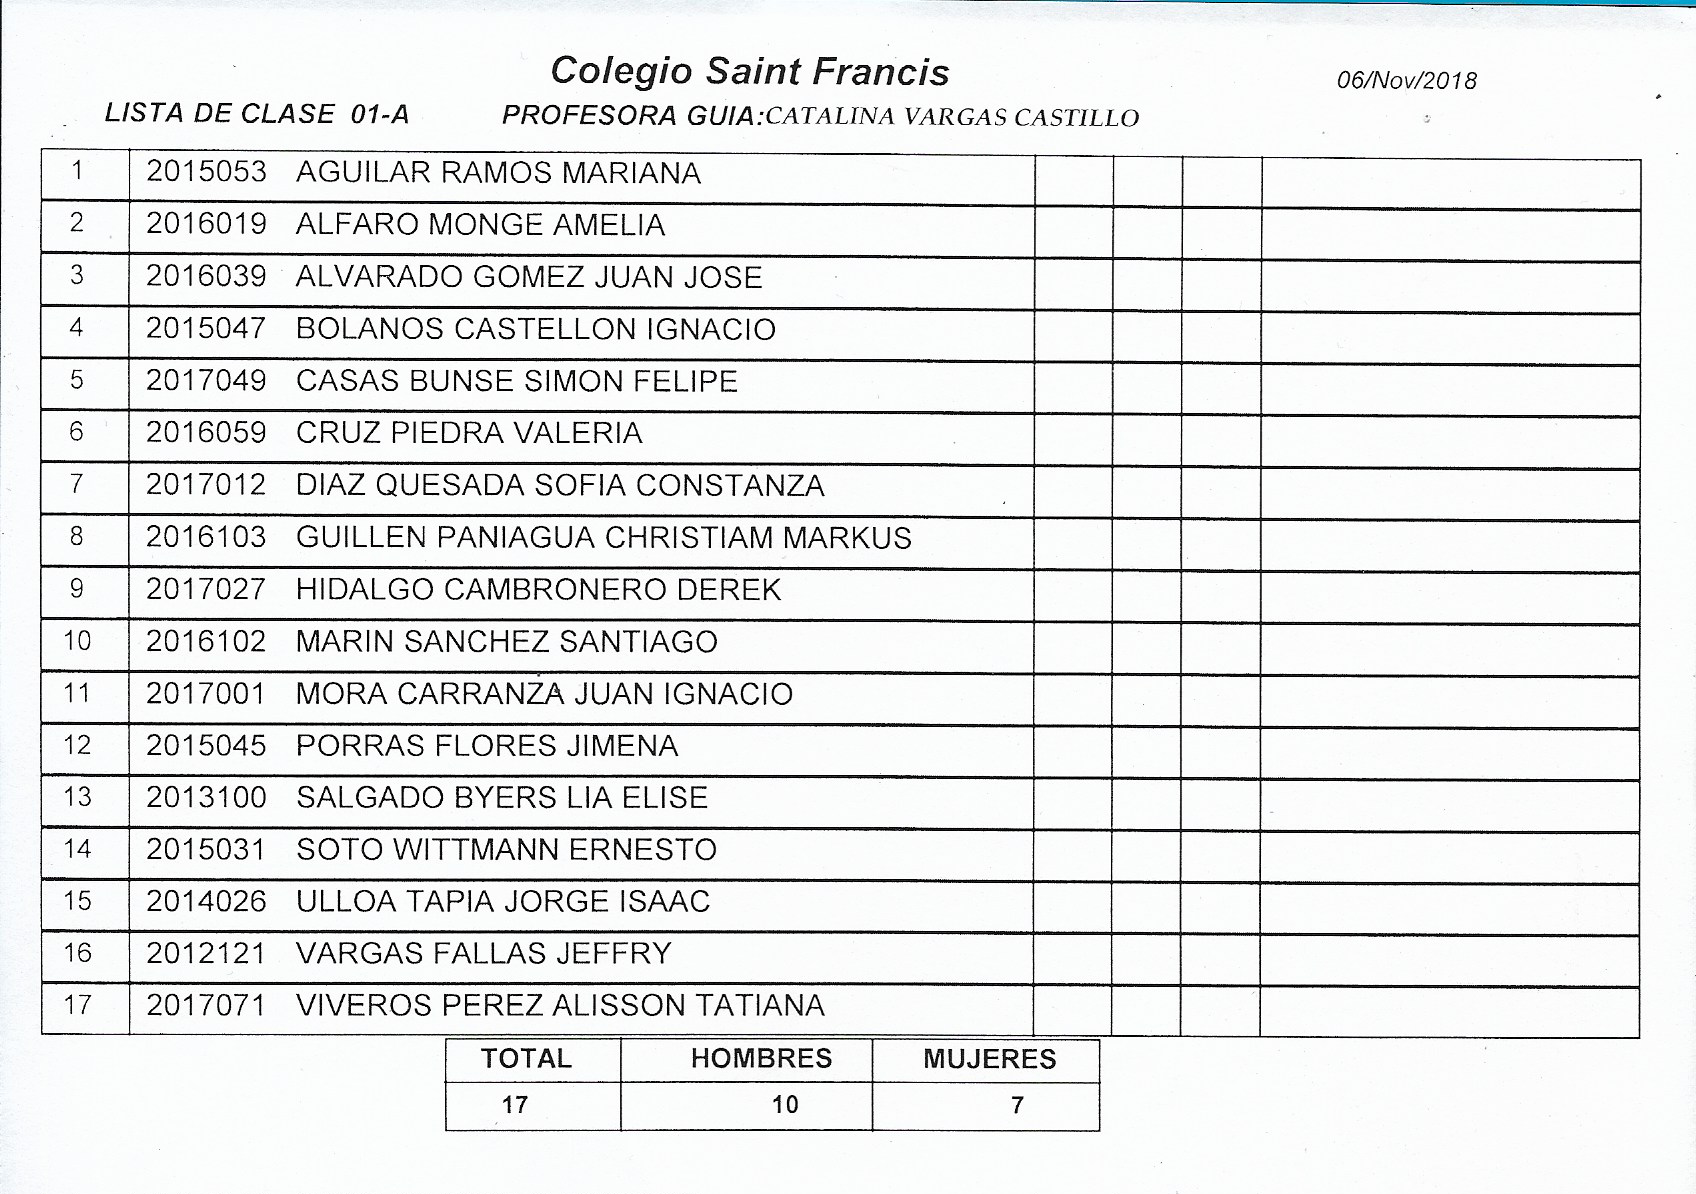 Colegio Saint Francis
06/Nov/2018
LISTA DE CLASE 01-A PROFESORA GUIA:CATALINA VARGAS CASTILLO
1 2015053 AGUILAR RAMOS MARIANA
2 2016019 ALFARO MONGE AMELIA
3 2016039 ALVARADO GOMEZ JUAN JOSE
4 2015047 BOLANOS CASTELLON IGNACIO
5 2017049 CASAS BUNSE SIMON FELIPE
6 2016059 CRUZ PIEDRA VALERIA
7 2017012 DIAZ QUESADA SOFIA CONSTANZA
8 2016103 GUILLEN PANIAGUA CHRISTIAM MARKUS
9 2017027 HIDALGO CAMBRONERO DEREK
10 2016102 MARIN SANCHEZ SANTIAGO
11 2017001 MORA CARRANZA JUAN IGNACIO
12 2015045 PORRAS FLORES JIMENA
13 2013100 SALGADO BYERS LIA ELISE
14 2015031 SOTO WITTMANN ERNESTO
15 2014026 ULLOA TAPIA JORGE ISAAC
16 2012121 VARGAS FALLAS JEFFRY
17 2017071 VIVEROS PEREZ ALISSON TATIANA
TOTAL HOMBRES MUJERES
17 10 7